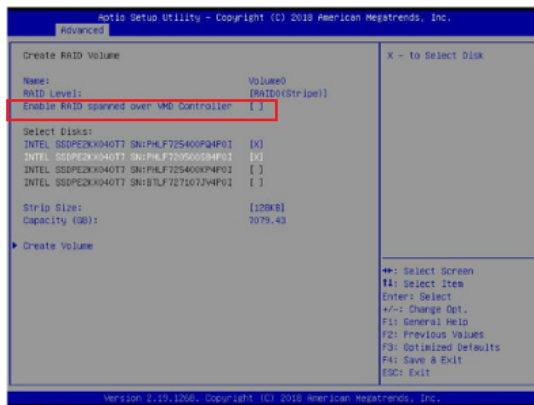 Aptio Setup Utility - Copyright (C) 2018 American Megatrends, Inc.
Advanced
Create RAID Volume
Name: Volume0
RAID Level: [RAID0(Stripe)]
Enable RAID spanned over VMD Controller [ ]
Select Disks:
INTEL SSDPE2KX040T7 SN:PHLF725400PQ4P0I [X]
INTEL SSDPE2KX040T7 [X]
INTEL SSDPE2KX040T7 SN:PHLF725400KP4P0I [ ]
INTEL SSDPE2KX040T7 SN:BTLF727107JV4P0I [ ]
Strip Size: [128KB]
Capacity (GB): 7079.43
Create Volume
X - to Select Disk
: Select Screen
: Select Item
Enter: Select
+/-: Change Opt.
F1: General Help
F2: Previous Values
F3: Optimized Defaults
F4: Save & Exit
ESC: Exit
Version 2.19.1268. Copyright (C) 2018 American Megatrends, Inc.